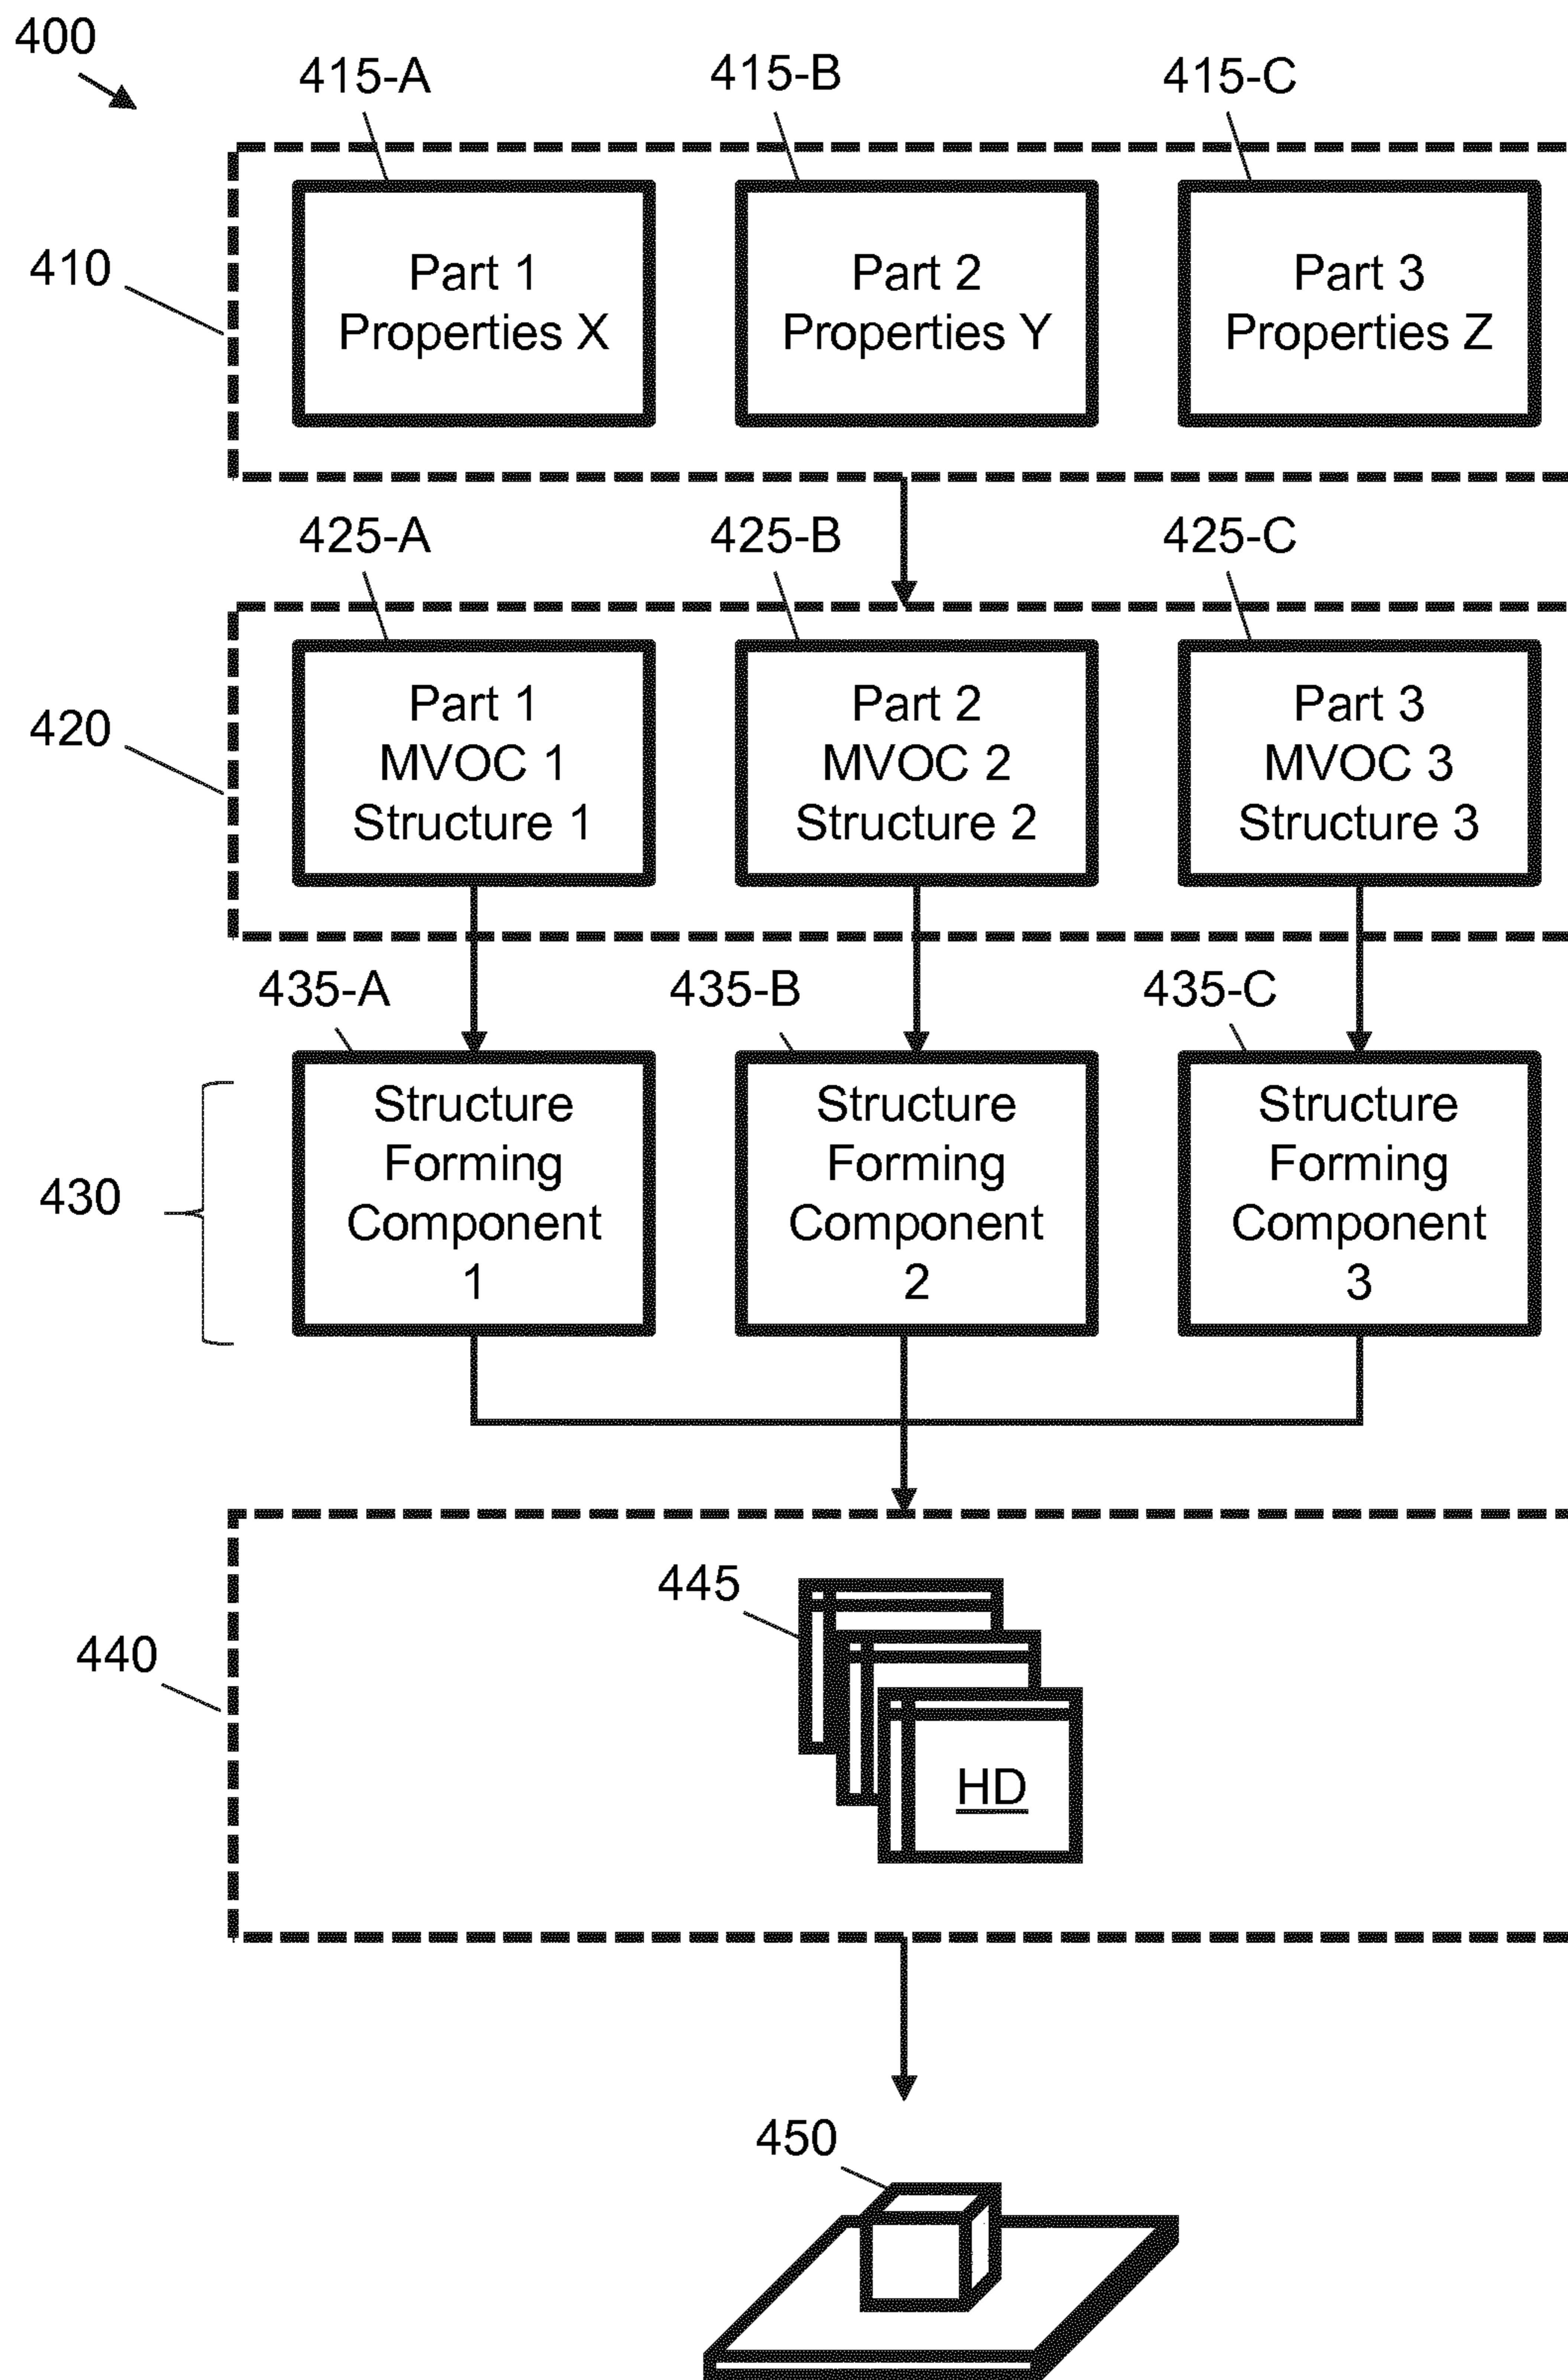 400
415-A 415-B 415-C
410
Part 1
Properties X
Part 2
Properties Y
Part 3
Properties Z
425-A 425-B 425-C
420
Part 1
MVOC 1
Structure 1
Part 2
MVOC 2
Structure 2
Part 3
MVOC 3
Structure 3
435-A 435-B 435-C
430
Structure
Forming
Component
1
Structure
Forming
Component
2
Structure
Forming
Component
3
445
440
HD
450